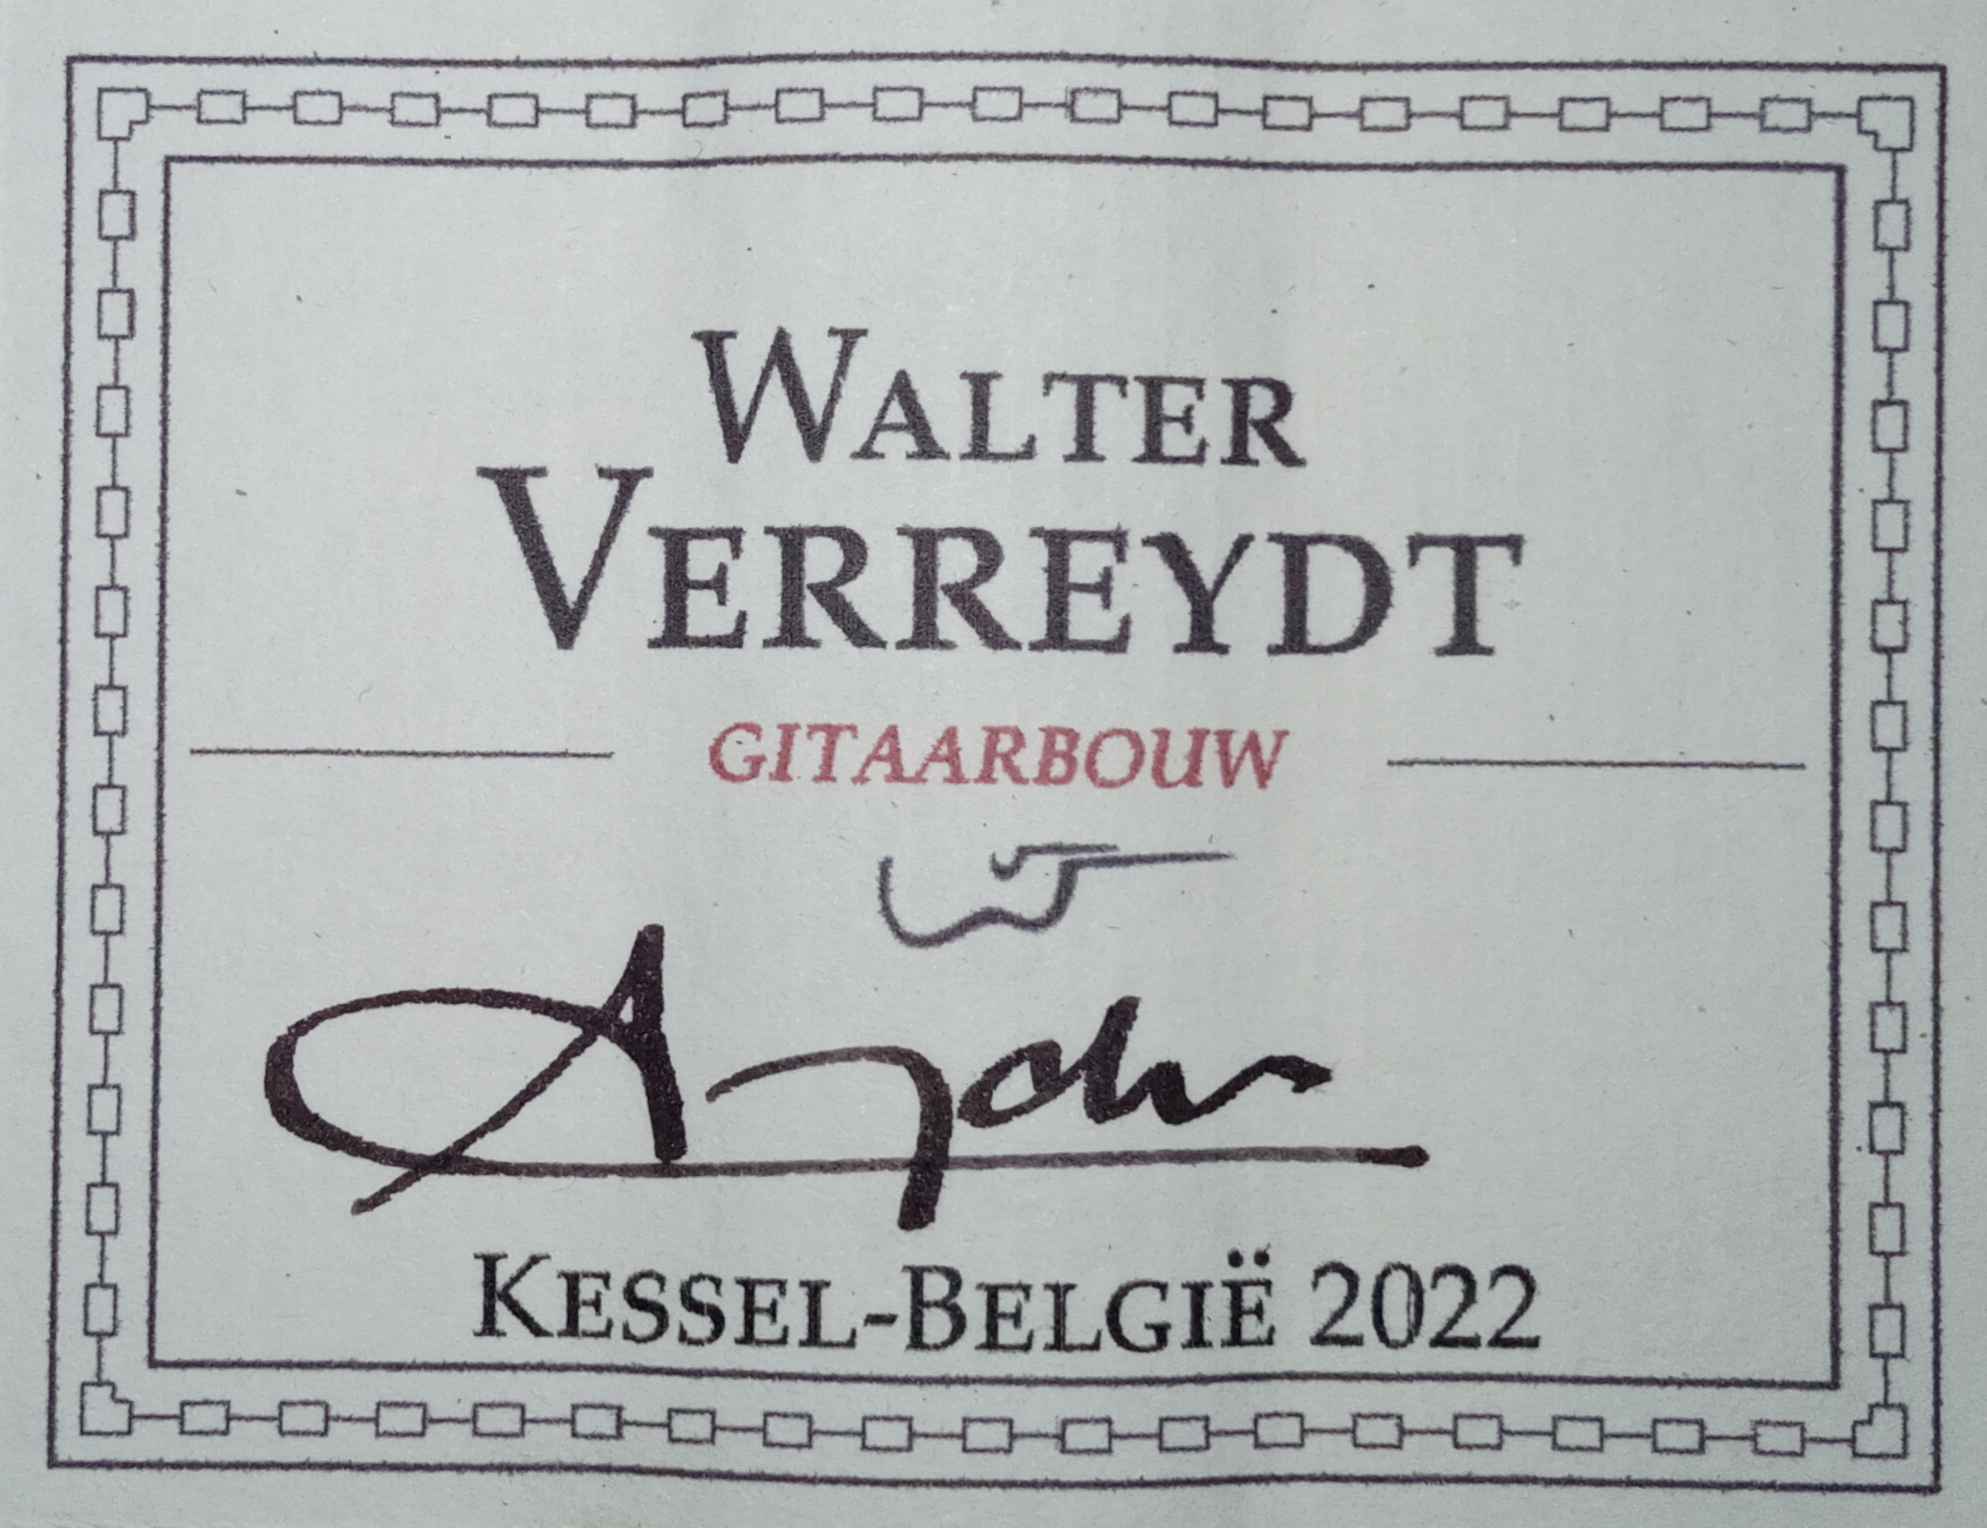 WALTER
VERREYDT
GITAARBOUW
KESSEL-BELGIË 2022